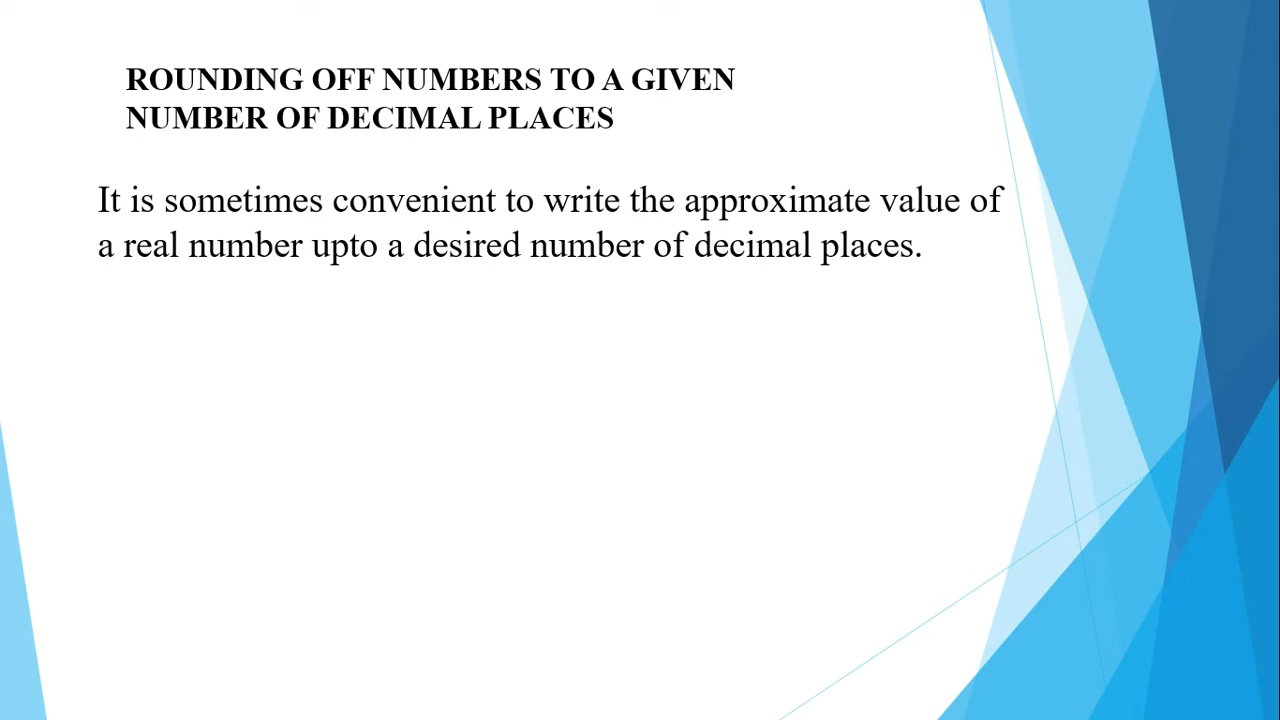 ROUNDING OFF NUMBERS TO A GIVEN
NUMBER OF DECIMAL PLACES
It is sometimes convenient to write the approximate value of
a real number upto a desired number of decimal places.